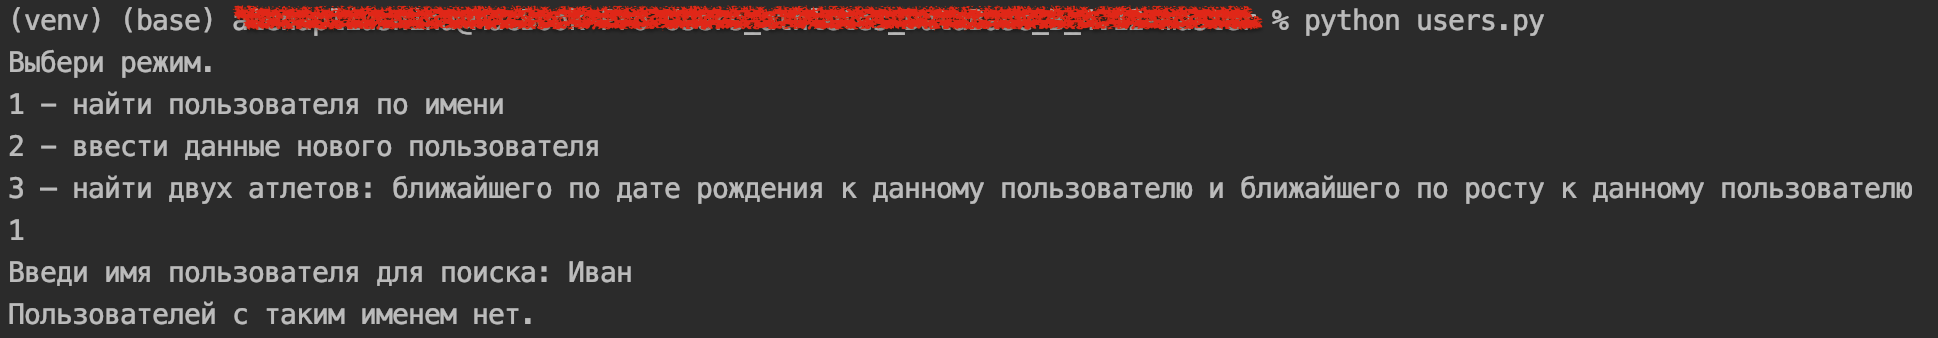 (venv) (base) % python users.py
Выбери режим.
1 – найти пользователя по имени
2 – ввести данные нового пользователя
3 – найти двух атлетов: ближайшего по дате рождения к данному пользователю и ближайшего по росту к данному пользователю
1
Введи имя пользователя для поиска: Иван
Пользователей с таким именем нет.